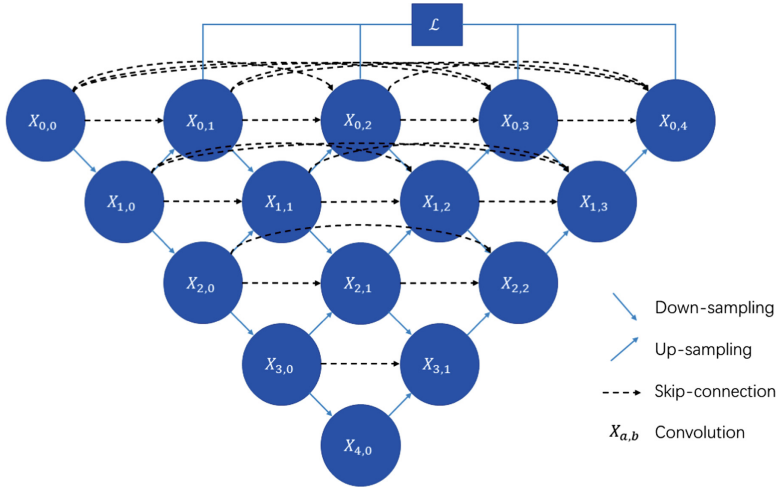 ℒ
X0,0 X0,1 X0,2 X0,3 X0,4
X1,0 X1,1 X1,2 X1,3
X2,0 X2,1 X2,2
X3,0 X3,1
X4,0
Down-sampling
Up-sampling
Skip-connection
Xa,b Convolution